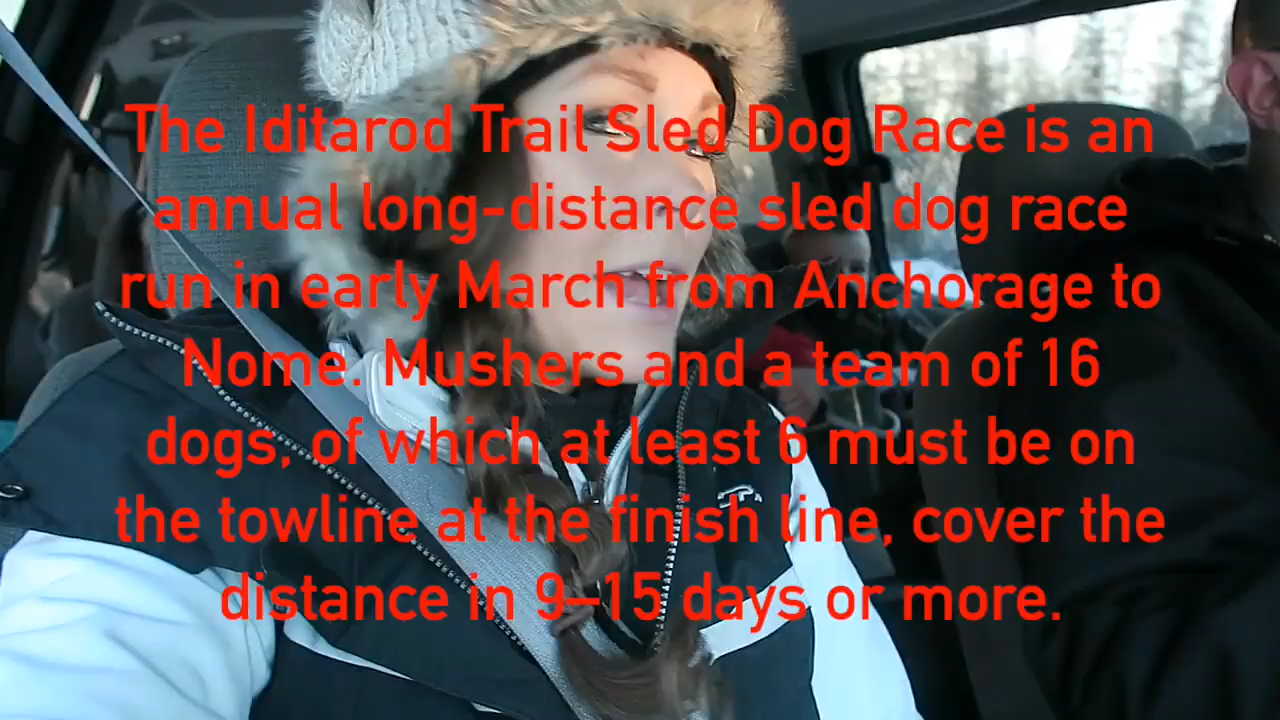 The Iditarod Trail Sled Dog Race is an
annual long-distance sled dog race
run in early March from Anchorage to
Nome. Mushers and a team of 16
dogs, of which at least 6 must be on
the towline at the finish line, cover the
distance in 9–15 days or more.